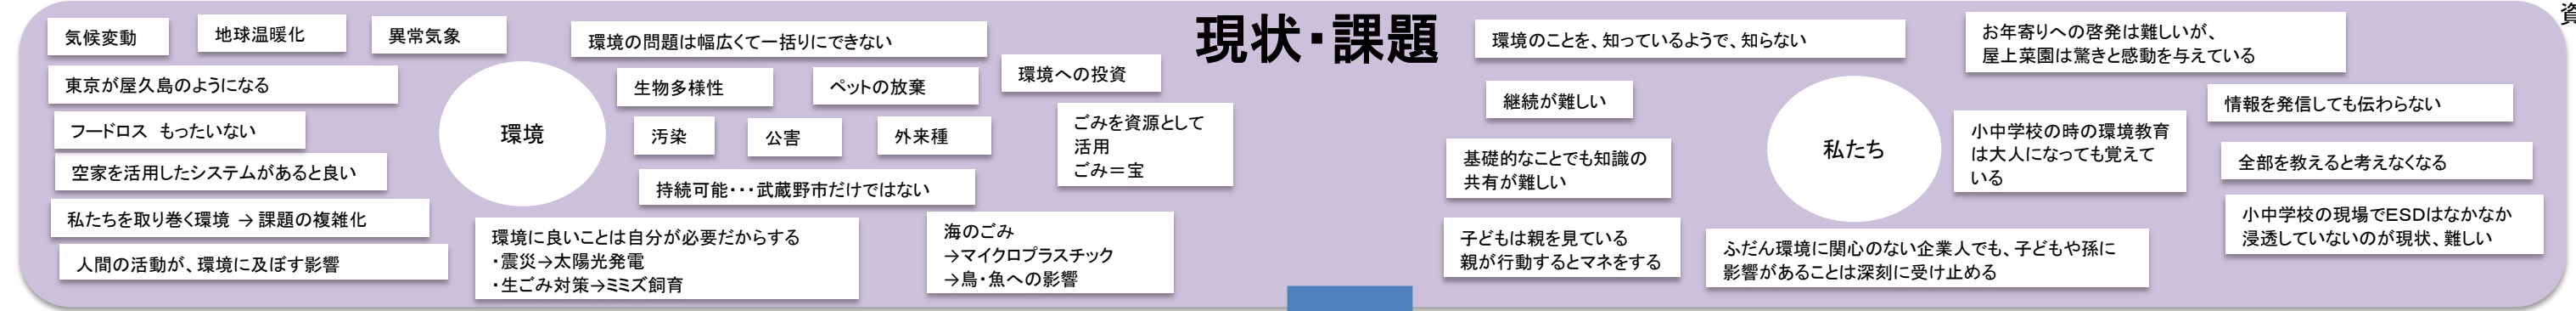 現状・課題
資
気候変動
地球温暖化
異常気象
環境の問題は幅広くて一括りにできない
東京が屋久島のようになる
フードロス　もったいない
空家を活用したシステムがあると良い
私たちを取り巻く環境 → 課題の複雑化
人間の活動が、環境に及ぼす影響
環境
生物多様性
ペットの放棄
環境への投資
汚染
公害
外来種
ごみを資源として
活用
ごみ＝宝
持続可能・・・武蔵野市だけではない
環境に良いことは自分が必要だからする
・震災→太陽光発電
・生ごみ対策→ミミズ飼育
海のごみ
→マイクロプラスチック
→鳥・魚への影響
環境のことを、知っているようで、知らない
お年寄りへの啓発は難しいが、
屋上菜園は驚きと感動を与えている
継続が難しい
基礎的なことでも知識の
共有が難しい
子どもは親を見ている
親が行動するとマネをする
私たち
小中学校の時の環境教育
は大人になっても覚えて
いる
情報を発信しても伝わらない
全部を教えると考えなくなる
小中学校の現場でESDはなかなか
浸透していないのが現状、難しい
ふだん環境に関心のない企業人でも、子どもや孫に
影響があることは深刻に受け止める